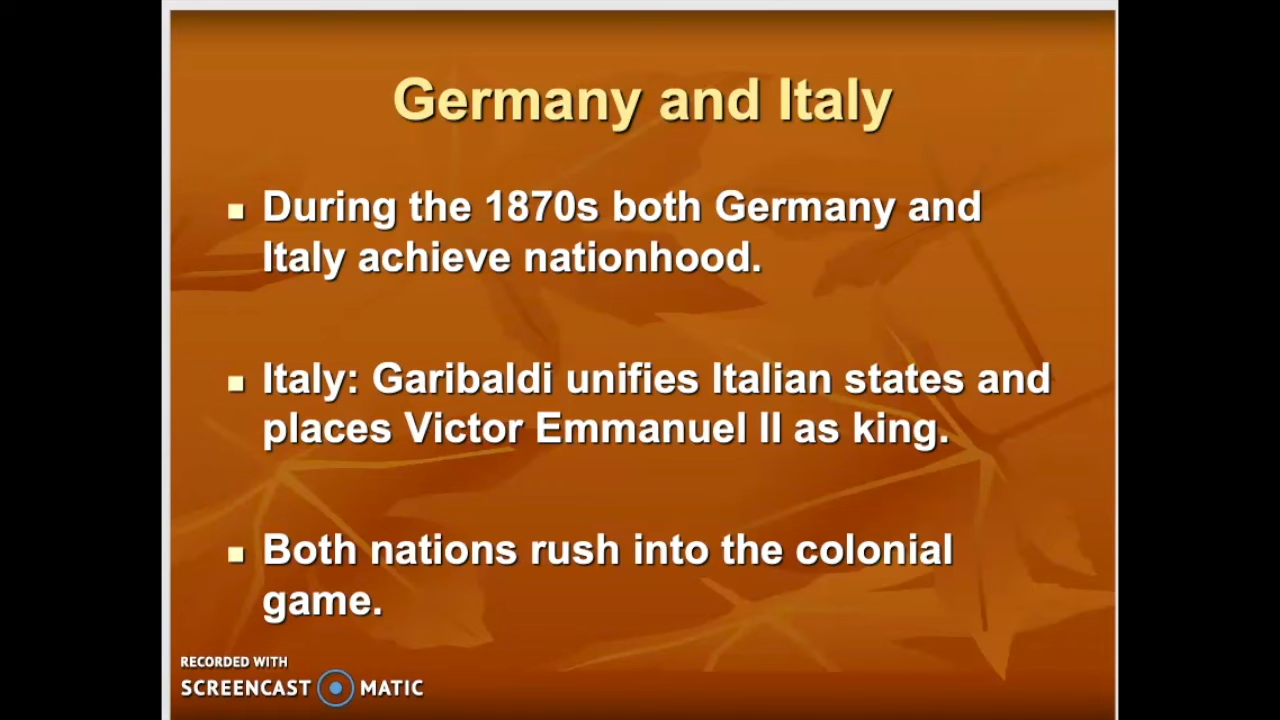 Germany and Italy
During the 1870s both Germany and
Italy achieve nationhood.
Italy: Garibaldi unifies Italian states and
places Victor Emmanuel II as king.
Both nations rush into the colonial
game.
RECORDED WITH
SCREENCAST MATIC